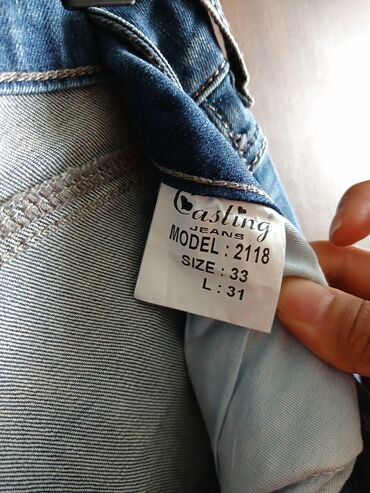 Casting
JEANS
MODEL : 2118
SIZE : 33
L : 31